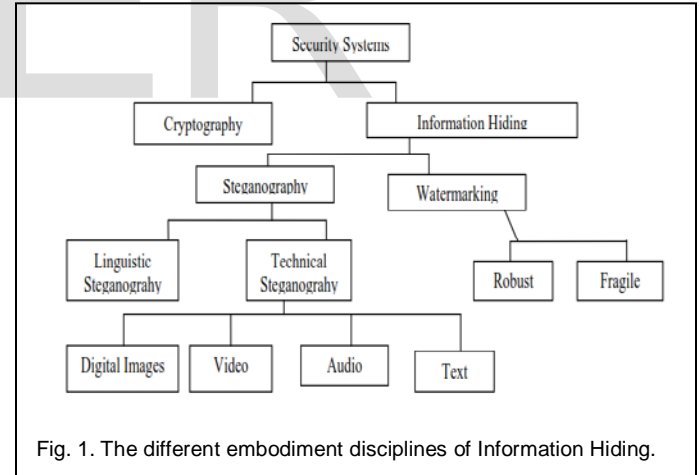 Security Systems
Cryptography
Information Hiding
Steganography
Watermarking
Linguistic
Steganograhy
Technical
Steganograhy
Robust
Fragile
Digital Images
Video
Audio
Text
Fig. 1. The different embodiment disciplines of Information Hiding.